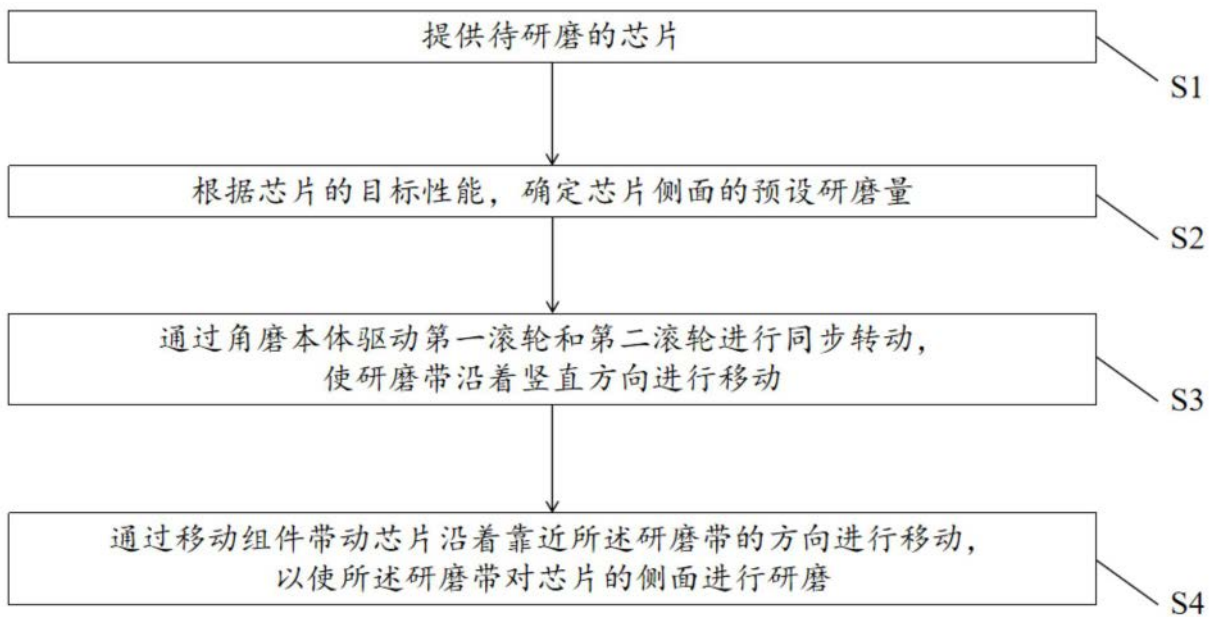 提供待研磨的芯片
S1
根据芯片的目标性能，确定芯片侧面的预设研磨量
S2
通过角磨本体驱动第一滚轮和第二滚轮进行同步转动，
使研磨带沿着竖直方向进行移动
S3
通过移动组件带动芯片沿着靠近所述研磨带的方向进行移动，
以使所述研磨带对芯片的侧面进行研磨
S4